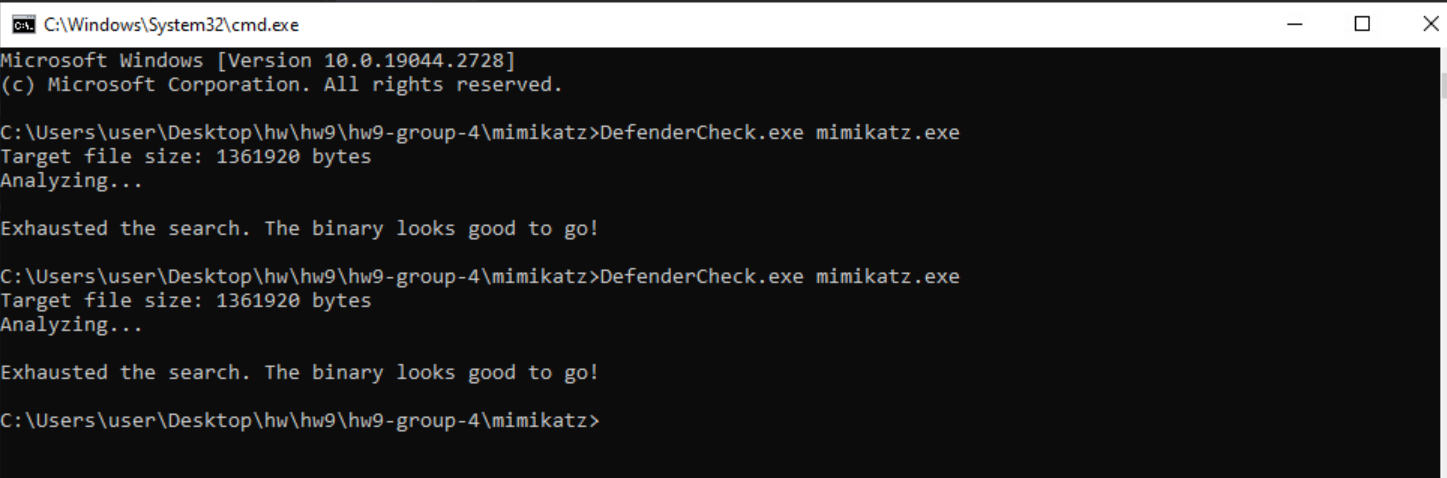 C:\Windows\System32\cmd.exe
Microsoft Windows [Version 10.0.19044.2728]
(c) Microsoft Corporation. All rights reserved.
C:\Users\user\Desktop\hw\hw9\hw9-group-4\mimikatz>DefenderCheck.exe mimikatz.exe
Target file size: 1361920 bytes
Analyzing...
Exhausted the search. The binary looks good to go!
C:\Users\user\Desktop\hw\hw9\hw9-group-4\mimikatz>DefenderCheck.exe mimikatz.exe
Target file size: 1361920 bytes
Analyzing...
Exhausted the search. The binary looks good to go!
C:\Users\user\Desktop\hw\hw9\hw9-group-4\mimikatz>